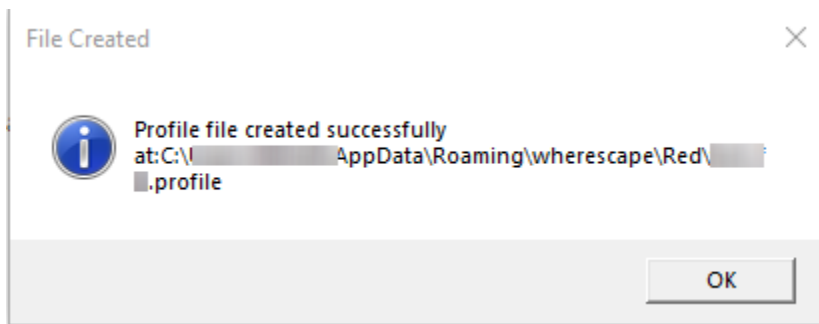 File Created
Profile file created successfully
at:C:\ AppData\Roaming\wherescape\Red\
.profile
OK